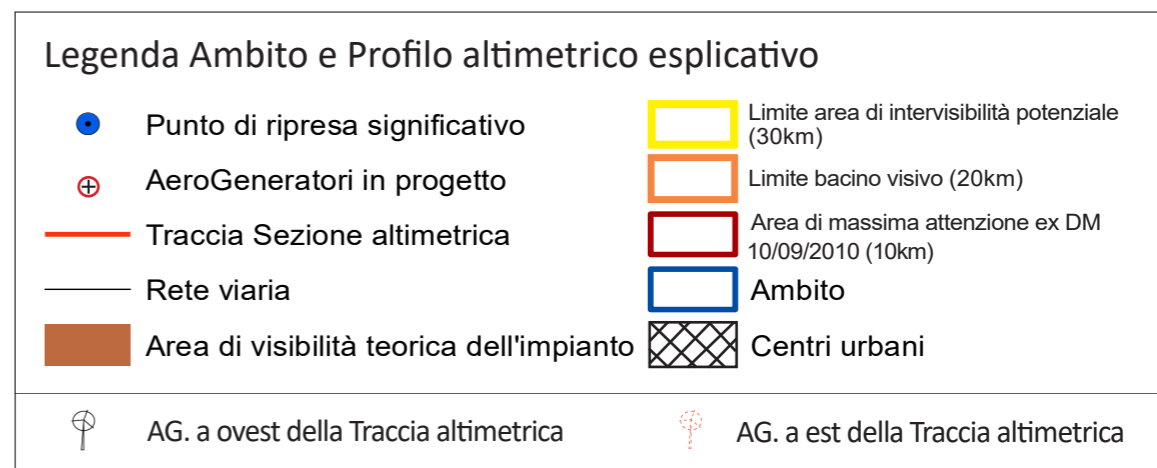 Legenda Ambito e Profilo altimetrico esplicativo
Punto di ripresa significativo
AeroGeneratori in progetto
Traccia Sezione altimetrica
Rete viaria
Area di visibilità teorica dell'impianto
Limite area di intervisibilità potenziale
(30km)
Limite bacino visivo (20km)
Area di massima attenzione ex DM
10/09/2010 (10km)
Ambito
Centri urbani
AG. a ovest della Traccia altimetrica
AG. a est della Traccia altimetrica